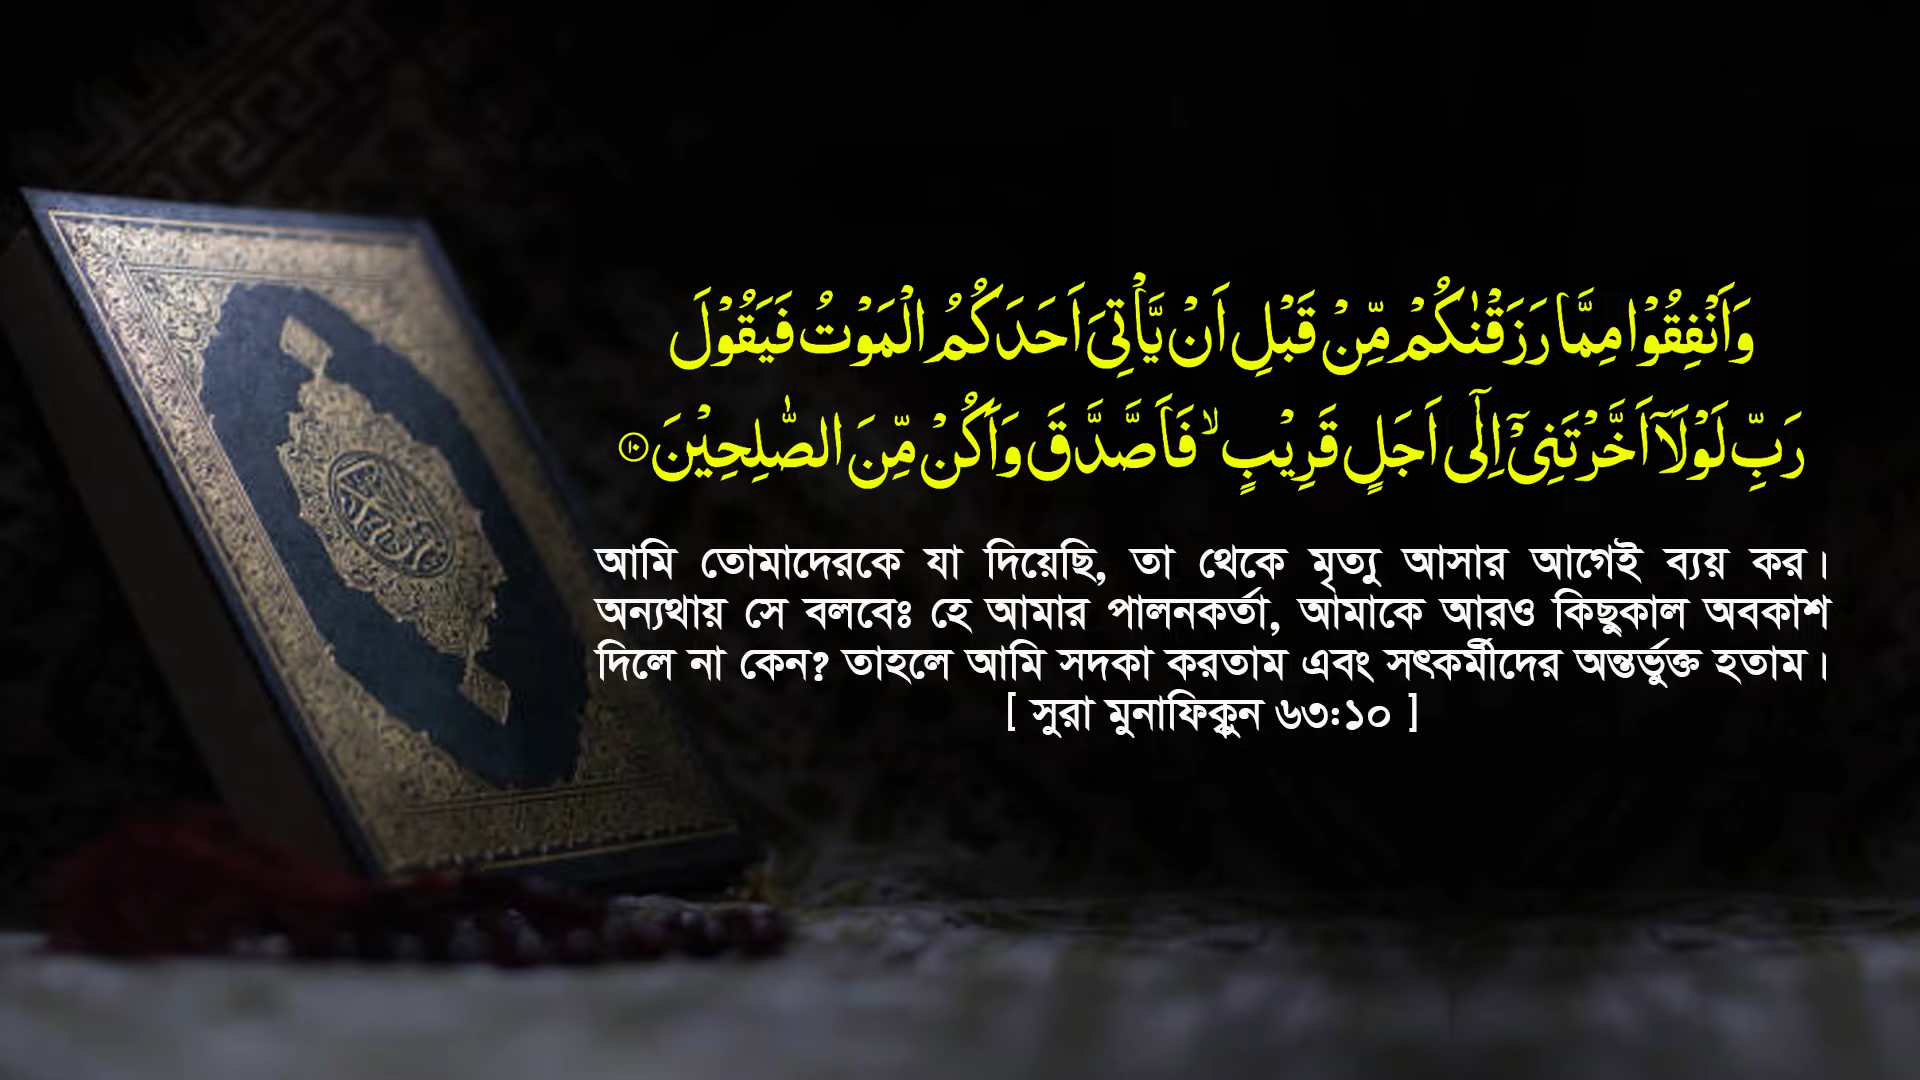 وَاَنْفِقُوْا مِمَّا رَزَقْنٰكُمْ مِّنْ قَبْلِ اَنْ يَّاْتِىَ اَحَدَكُمُ الْمَوْتُ فَيَقُوْلَ
رَبِّ لَوْلَآ اَخَّرْتَنِىْٓ اِلٰٓى اَجَلٍ قَرِيْبٍ ۙ فَاَصَّدَّقَ وَاَكُنْ مِّنَ الصّٰلِحِيْنَ ۝۱۰
আমি তোমাদেরকে যা দিয়েছি, তা থেকে মৃত্যু আসার আগেই ব্যয় কর।
অন্যথায় সে বলবেঃ হে আমার পালনকর্তা, আমাকে আরও কিছুকাল অবকাশ
দিলে না কেন? তাহলে আমি সদকা করতাম এবং সৎকর্মীদের অন্তর্ভুক্ত হতাম।
[ সুরা মুনাফিক্বুন ৬৩:১০ ]